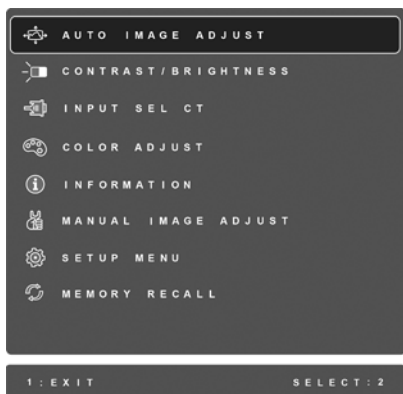 AUTO IMAGE ADJUST
CONTRAST/BRIGHTNESS
INPUT SEL CT
COLOR ADJUST
INFORMATION
MANUAL IMAGE ADJUST
SETUP MENU
MEMORY RECALL
1:EXIT SELECT:2